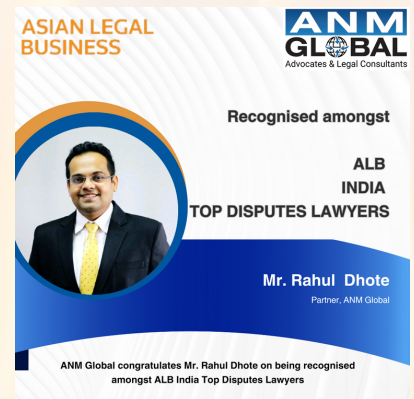 ASIAN LEGAL
BUSINESS
ANM
GLOBAL
Advocates & Legal Consultants
Recognised amongst
ALB
INDIA
TOP DISPUTES LAWYERS
Mr. Rahul Dhote
Partner, ANM Global
ANM Global congratulates Mr. Rahul Dhote on being recognised
amongst ALB India Top Disputes Lawyers